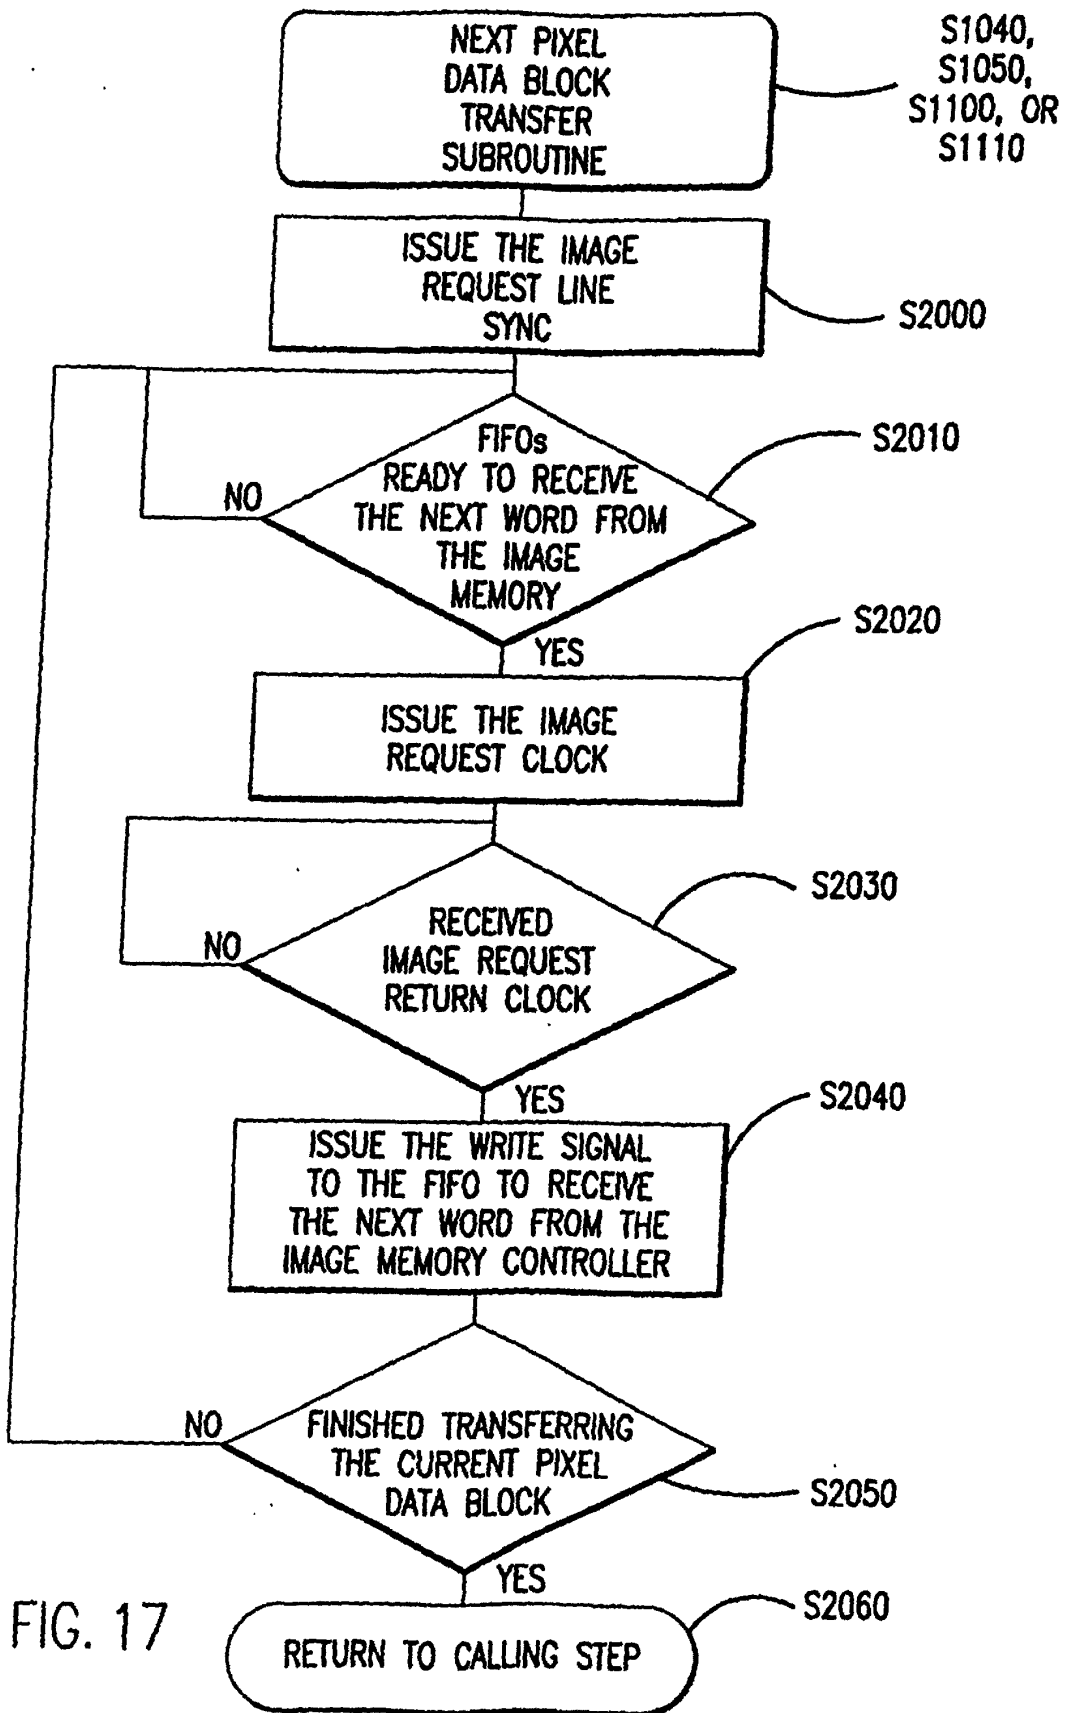 NEXT PIXEL
DATA BLOCK
TRANSFER
SUBROUTINE
S1040,
S1050,
S1100, OR
S1110
ISSUE THE IMAGE
REQUEST LINE
SYNC
S2000
FIFOs
READY TO RECEIVE
THE NEXT WORD FROM
THE IMAGE
MEMORY
S2010
NO
YES
S2020
ISSUE THE IMAGE
REQUEST CLOCK
S2030
RECEIVED
IMAGE REQUEST
RETURN CLOCK
NO
YES
S2040
ISSUE THE WRITE SIGNAL
TO THE FIFO TO RECEIVE
THE NEXT WORD FROM THE
IMAGE MEMORY CONTROLLER
NO
FINISHED TRANSFERRING
THE CURRENT PIXEL
DATA BLOCK
S2050
YES
S2060
RETURN TO CALLING STEP
FIG. 17